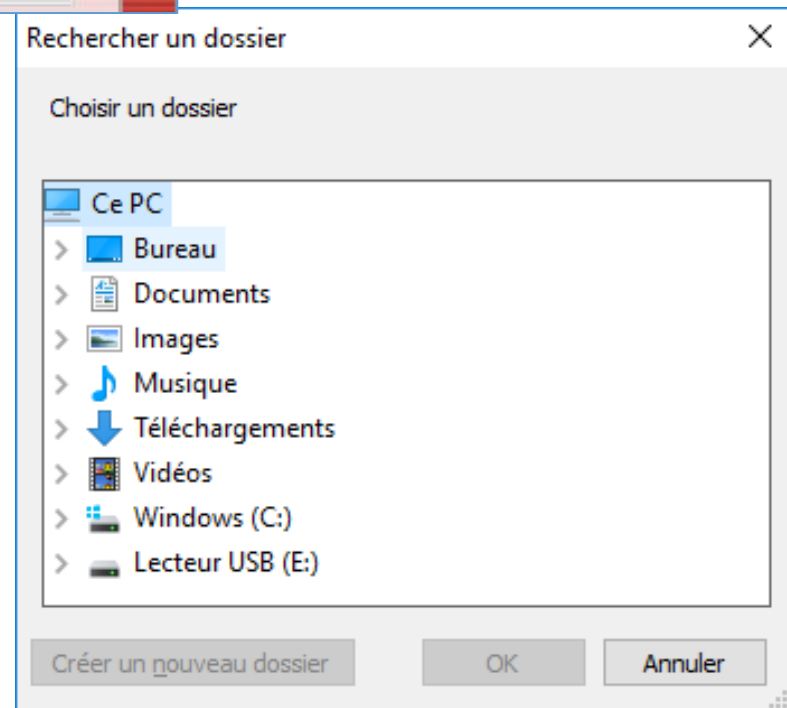 Rechercher un dossier
Choisir un dossier
Ce PC
Bureau
Documents
Images
Musique
Téléchargements
Vidéos
Windows (C:)
Lecteur USB (E:)
Créer un nouveau dossier OK Annuler